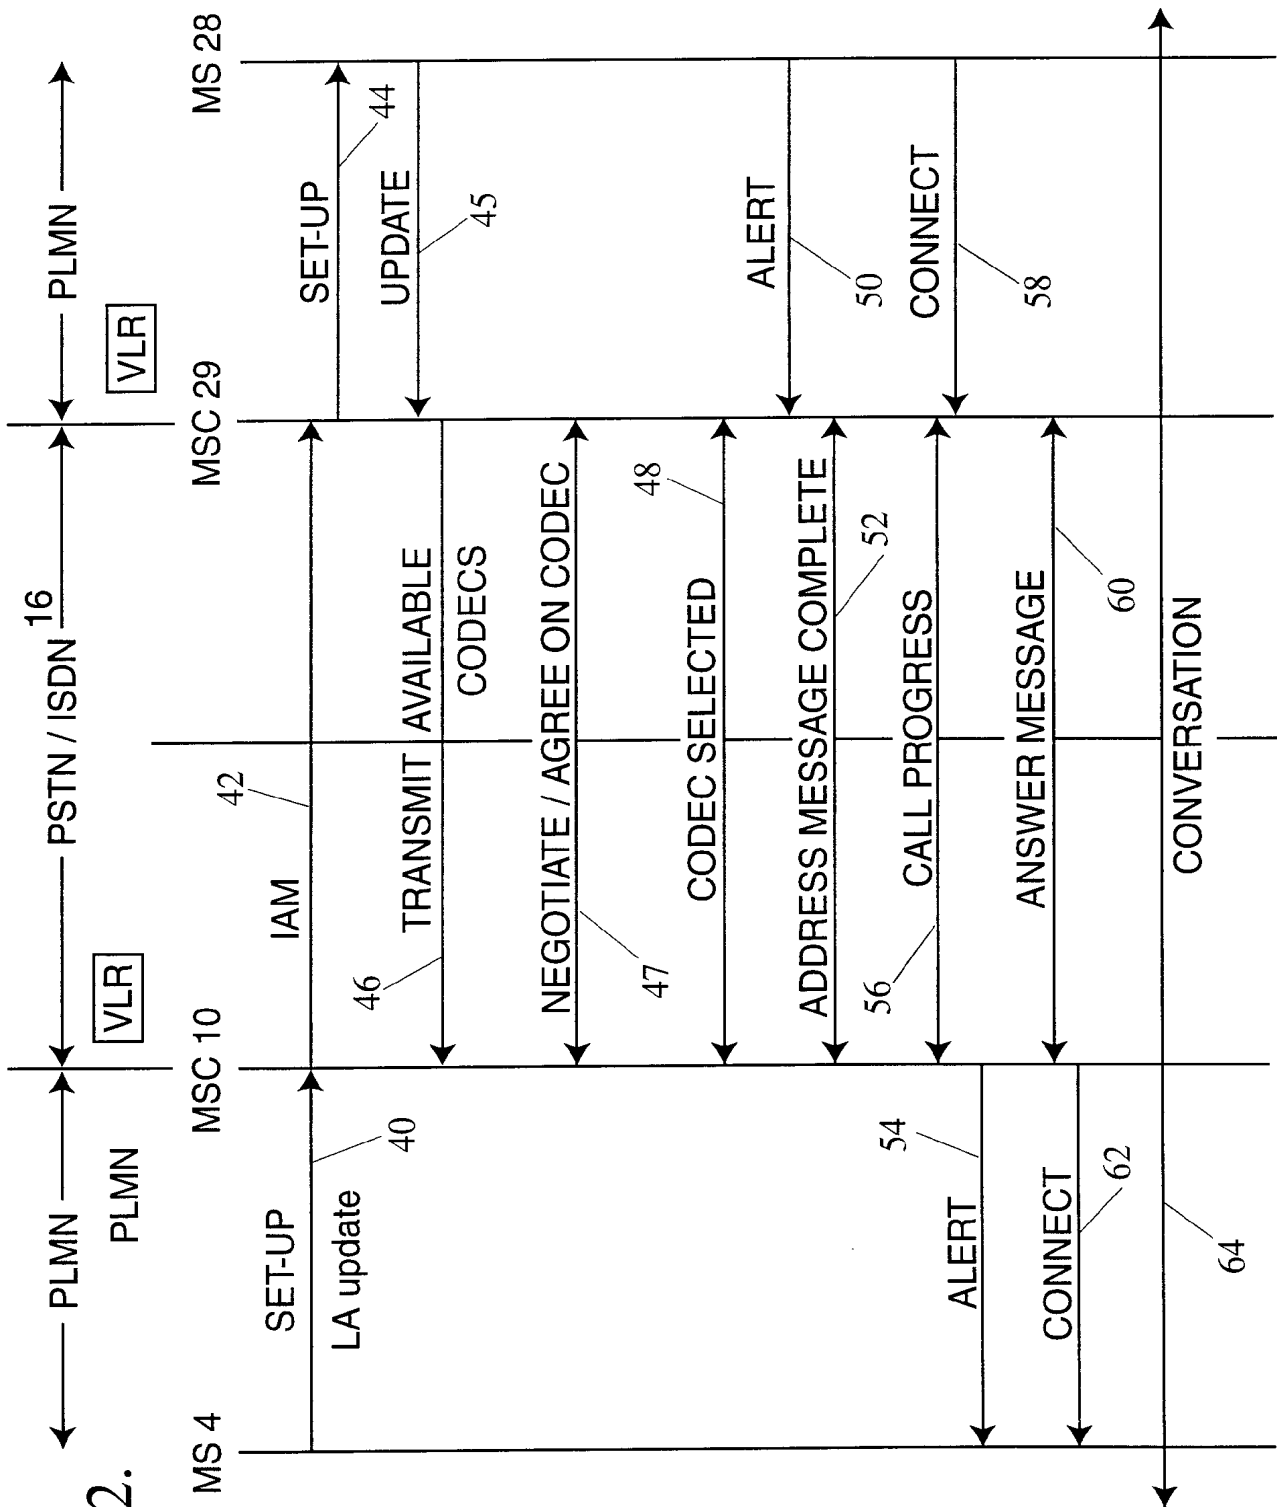 2.
PLMN
PSTN / ISDN 16
PLMN
PLMN
VLR
VLR
MS 4
MSC 10
MSC 29
MS 28
SET-UP
LA update
40
IAM
42
SET-UP
44
UPDATE
45
TRANSMIT AVAILABLE
CODECS
46
NEGOTIATE / AGREE ON CODEC
47
CODEC SELECTED
48
ALERT
50
ADDRESS MESSAGE COMPLETE
52
CALL PROGRESS
56
CONNECT
58
ALERT
54
ANSWER MESSAGE
60
CONNECT
62
CONVERSATION
64